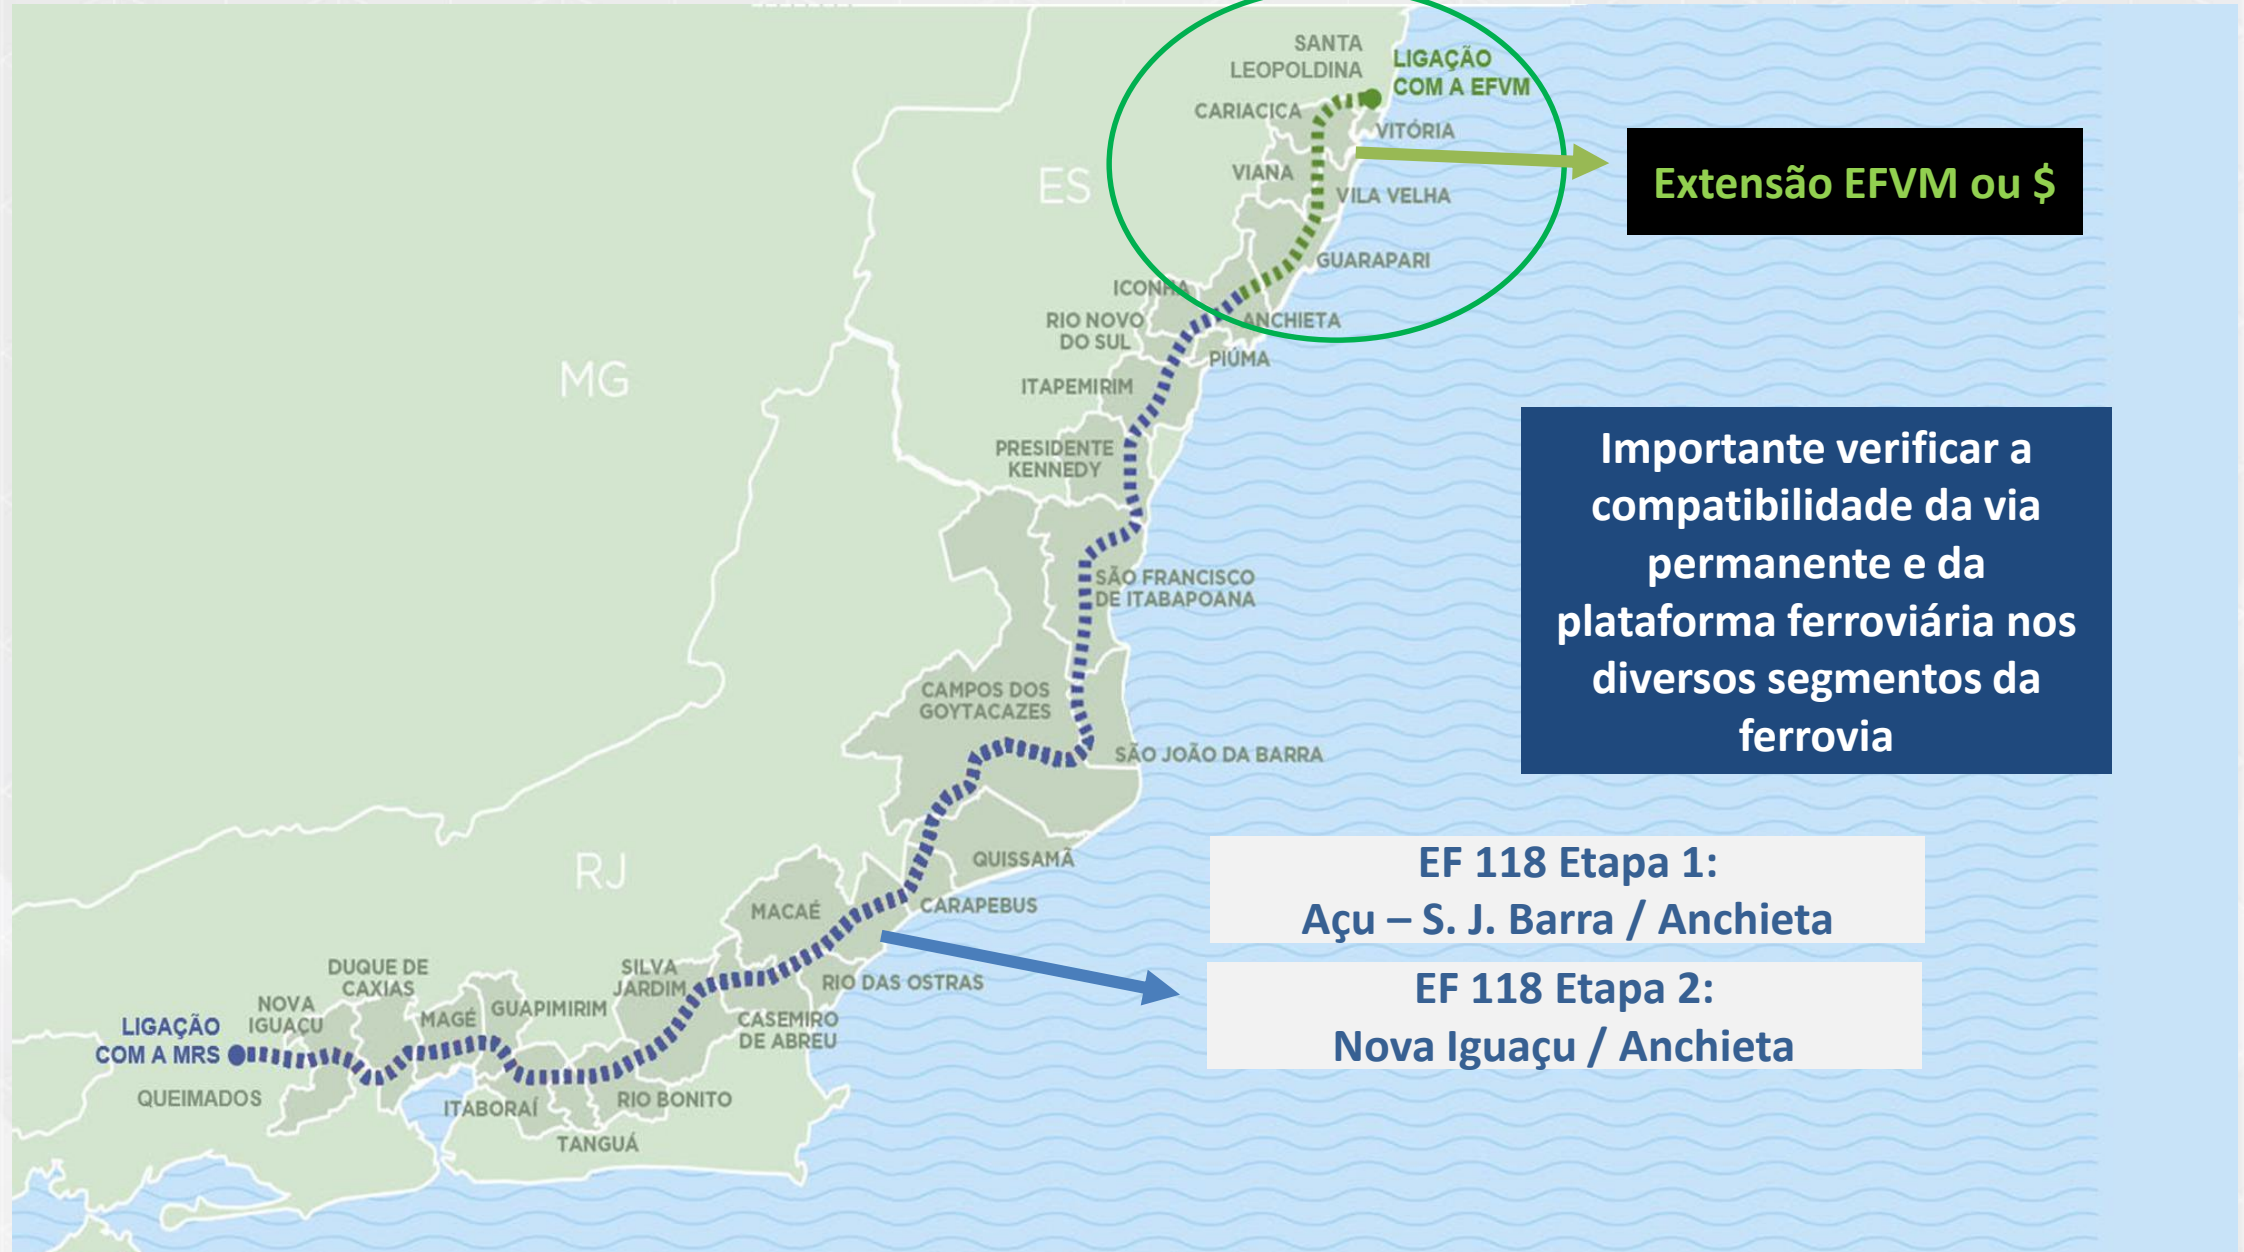 SANTA
LEOPOLDINA
LIGAÇÃO
COM A EFVM
CARIACICA
VITÓRIA
VIANA
VILA VELHA
ES
Extensão EFVM ou $
GUARAPARI
ICONHA
RIO NOVO
DO SUL
ANCHIETA
PIÚMA
MG
ITAPEMIRIM
PRESIDENTE
KENNEDY
Importante verificar a
compatibilidade da via
permanente e da
plataforma ferroviária nos
diversos segmentos da
ferrovia
SÃO FRANCISCO
DE ITABAPOANA
CAMPOS DOS
GOYTACAZES
SÃO JOÃO DA BARRA
RJ
QUISSAMÃ
MACAÉ
CARAPEBUS
EF 118 Etapa 1:
Açu – S. J. Barra / Anchieta
EF 118 Etapa 2:
Nova Iguaçu / Anchieta
DUQUE DE
CAXIAS
SILVA
JARDIM
RIO DAS OSTRAS
NOVA
IGUAÇU
MAGÉ
GUAPIMIRIM
CASEMIRO
DE ABREU
LIGAÇÃO
COM A MRS
QUEIMADOS
ITABORAÍ
RIO BONITO
TANGUÁ